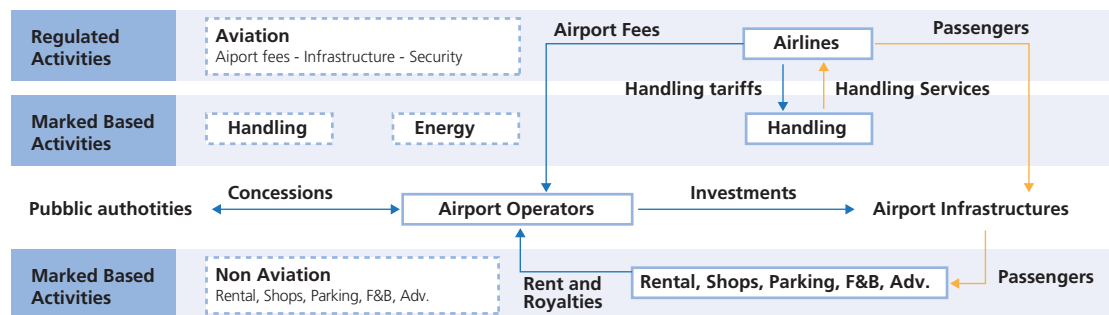 Regulated
Activities
Aviation
Aiport fees - Infrastructure - Security
Airport Fees
Airlines
Passengers
Handling tariffs
Handling Services
Marked Based
Activities
Handling
Energy
Handling
Pubblic authotities
Concessions
Airport Operators
Investments
Airport Infrastructures
Marked Based
Activities
Non Aviation
Rental, Shops, Parking, F&B, Adv.
Rent and
Royalties
Rental, Shops, Parking, F&B, Adv.
Passengers